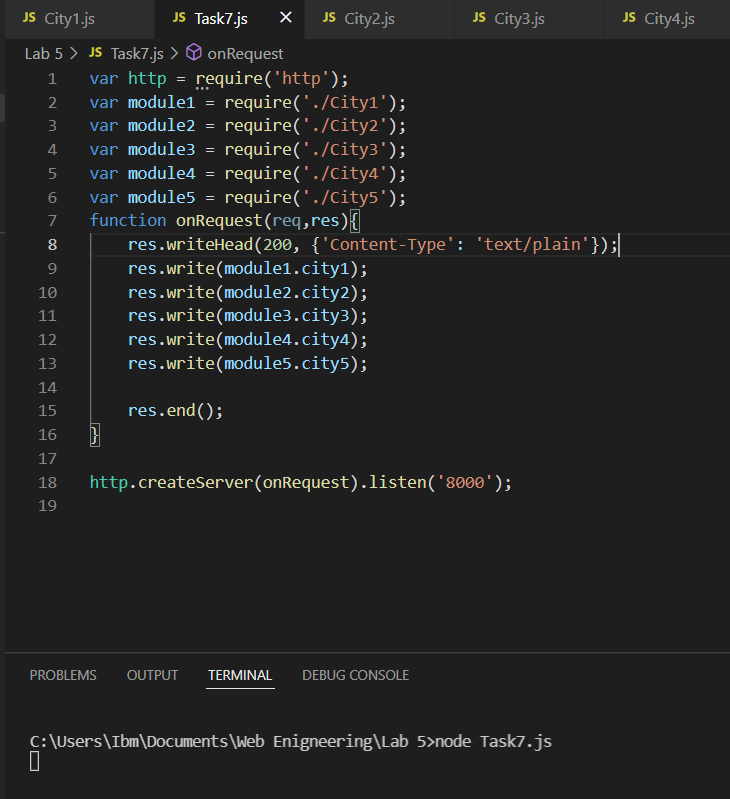 JS City1.js JS Task7.js × JS City2.js JS City3.js JS City4.js
Lab 5 > JS Task7.js > onRequest
1 var http = require('http');
2 var module1 = require('./City1');
3 var module2 = require('./City2');
4 var module3 = require('./City3');
5 var module4 = require('./City4');
6 var module5 = require('./City5');
7 function onRequest(req,res){
8     res.writeHead(200, {'Content-Type': 'text/plain'});
9     res.write(module1.city1);
10     res.write(module2.city2);
11     res.write(module3.city3);
12     res.write(module4.city4);
13     res.write(module5.city5);
14
15     res.end();
16 }
17
18 http.createServer(onRequest).listen('8000');
19
PROBLEMS OUTPUT TERMINAL DEBUG CONSOLE
C:\Users\Ibm\Documents\Web Enigneering\Lab 5>node Task7.js